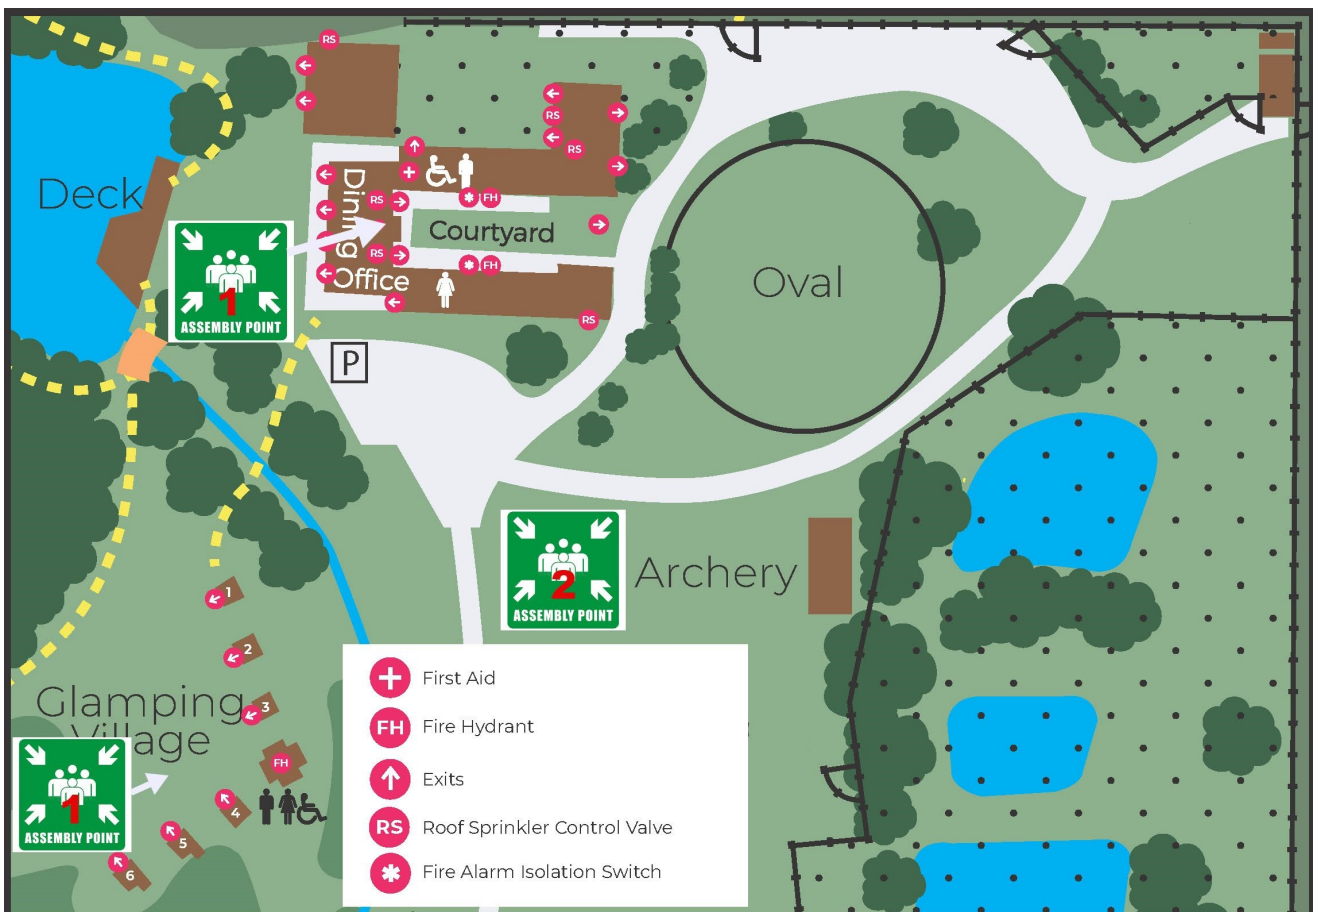 RS
RS
RS
Deck
Dining
RS
FH
Courtyard
RS
FH
Office
1
ASSEMBLY POINT
RS
Oval
P
2
ASSEMBLY POINT
Archery
1
2
3
Glamping
Village
FH
1
ASSEMBLY POINT
4
5
6
First Aid
FH Fire Hydrant
Exits
RS Roof Sprinkler Control Valve
Fire Alarm Isolation Switch